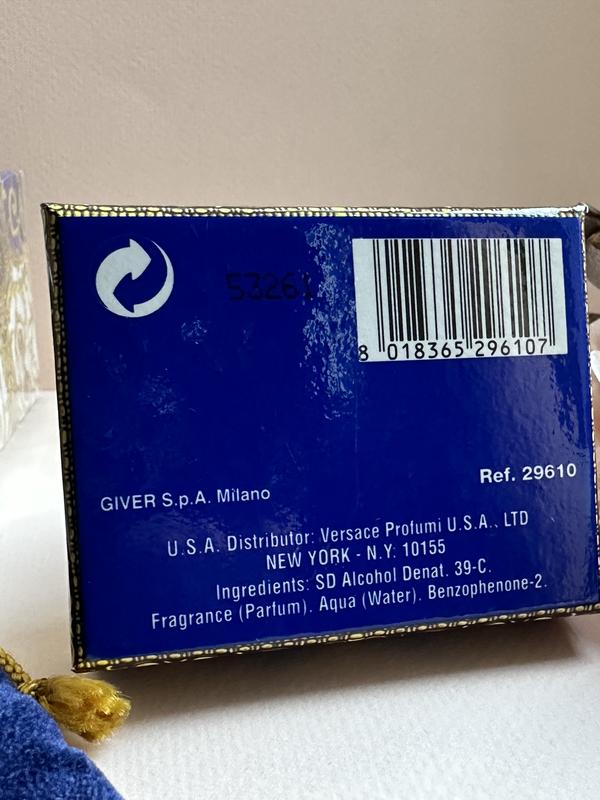 53261
8 018365 296107
Ref. 29610
GIVER S.p.A. Milano
U.S.A. Distributor: Versace Profumi U.S.A., LTD
NEW YORK - N.Y. 10155
Ingredients: SD Alcohol Denat. 39-C.
Fragrance (Parfum). Aqua (Water). Benzophenone-2.